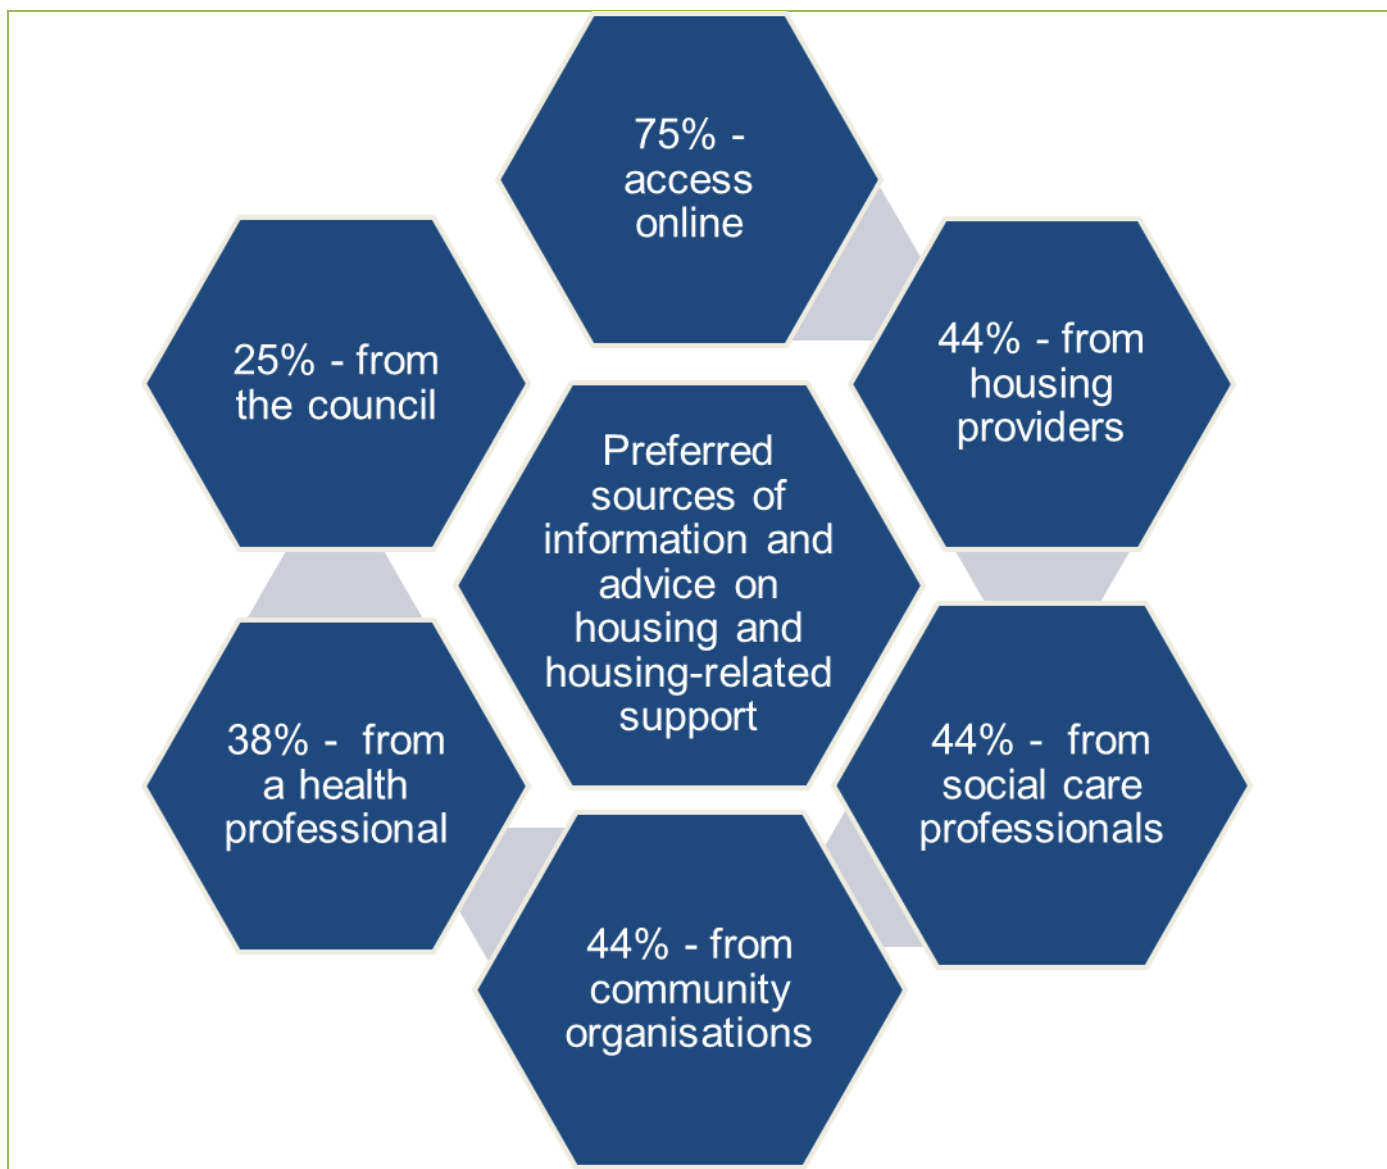 75% -
access
online
44% - from
housing
providers
44% -  from
social care
professionals
44% - from
community
organisations
38% -  from
a health
professional
25% - from
the council
Preferred
sources of
information and
advice on
housing and
housing-related
support